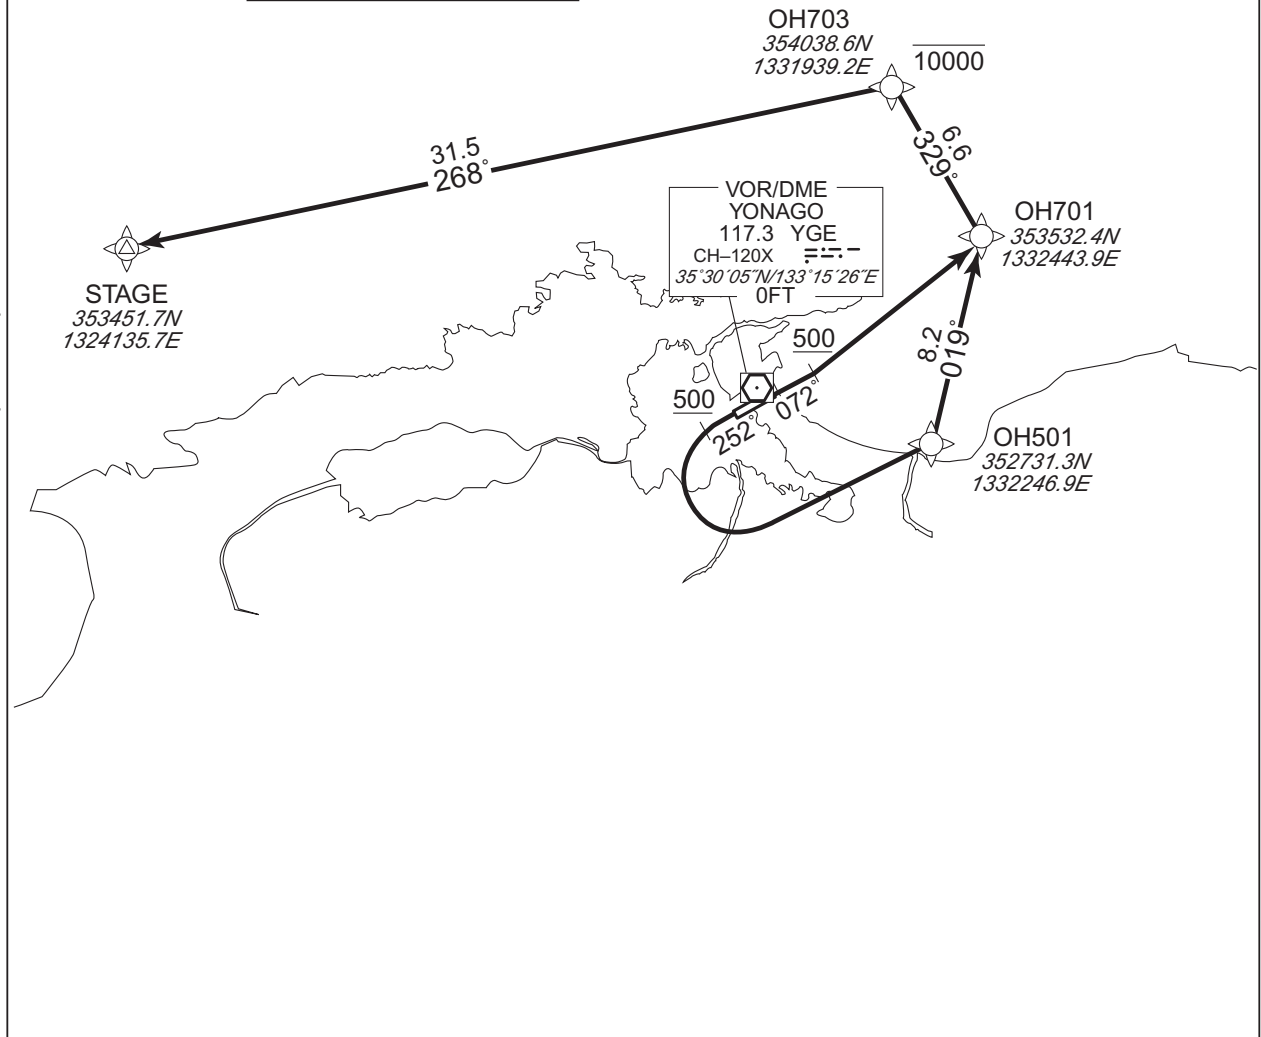 OH703
354038.6N
1331939.2E
10000
6.6
329°
31.5
268°
VOR/DME
YONAGO
117.3 YGE
CH–120X
35°30´05˝N/133°15´26˝E
0FT
OH701
353532.4N
1332443.9E
STAGE
353451.7N
1324135.7E
8.2
019°
500
500
072°
252°
OH501
352731.3N
1332246.9E